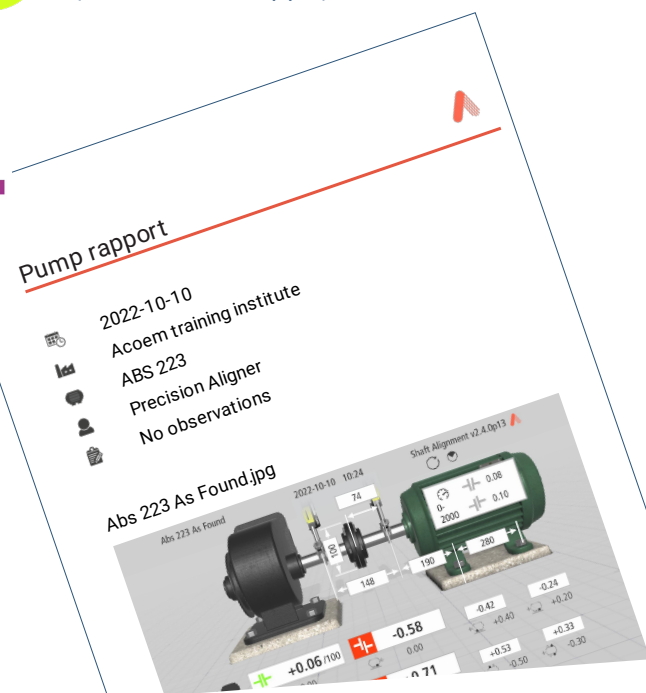 Pump rapport
2022-10-10
Acoem training institute
ABS 223
Precision Aligner
No observations
Abs 223 As Found.jpg
Abs 223 As Found
2022-10-10 10:24
Shaft Alignment v2.4.0p13
74
0.08
0-
2000
0.10
100
148
190
280
+0.06 /100
-0.58
0.00
-0.42
+0.40
-0.24
+0.20
+0.53
-0.50
+0.33
-0.30